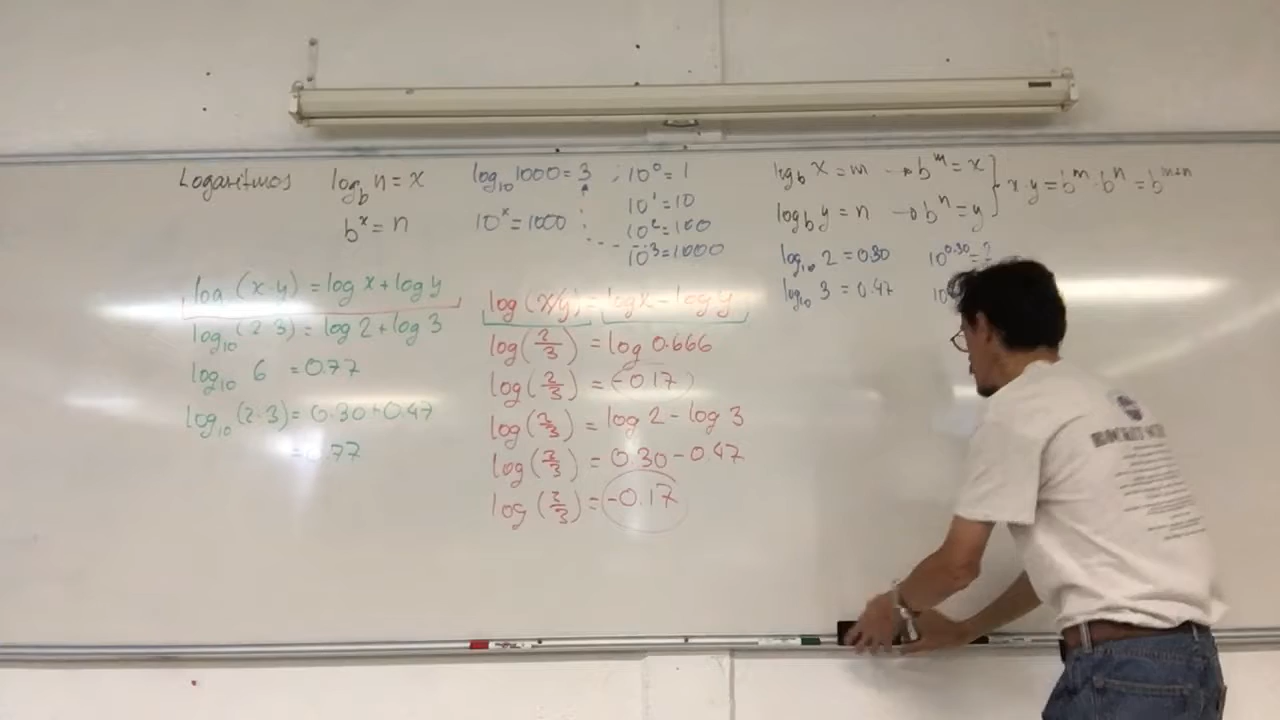 Logaritmos
log_b n = x
b^x = n
log_10 1000 = 3 ; 10^0 = 1
10^x = 1000
10^1 = 10
10^2 = 100
10^3 = 1000
log_b x = m → b^m = x
log_b y = n → b^n = y
} x·y = b^m · b^n = b^{m+n}
log_10 2 = 0.30 10^0.30 = 2
log_10 3 = 0.47 10
log (x·y) = log x + log y
log_10 (2·3) = log 2 + log 3
log_10 6 = 0.77
log_10 (2·3) = 0.30 + 0.47
= 0.77
log (x/y) = log x - log y
log (2/3) = log 0.666
log (2/3) = -0.17
log (2/3) = log 2 - log 3
log (2/3) = 0.30 - 0.47
log (2/3) = -0.17